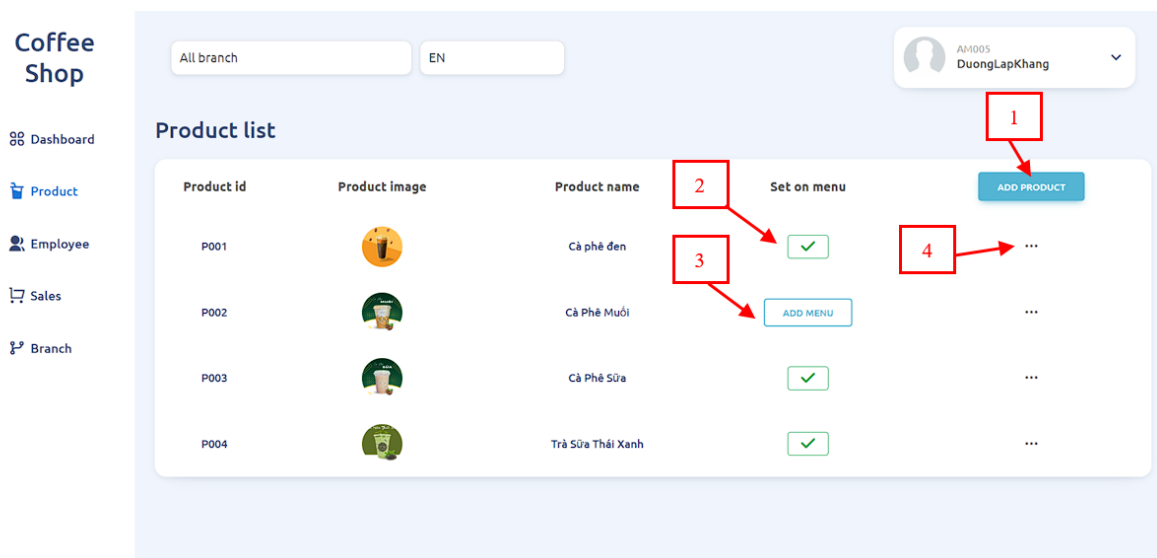 Coffee
Shop
All branch
EN
AM005
DuongLapKhang
Dashboard
Product
Employee
Sales
Branch
Product list
1
Product id
Product image
Product name
2
Set on menu
ADD PRODUCT
P001
Cà phê đen
3
4
...
P002
Cà Phê Muối
ADD MENU
...
P003
Cà Phê Sữa
...
P004
Trà Sữa Thái Xanh
...